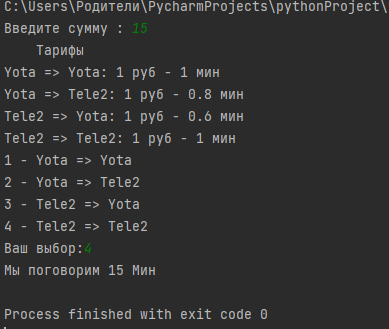 C:\Users\Родители\PycharmProjects\pythonProject\
Введите сумму : 15
Тарифы
Yota => Yota: 1 руб - 1 мин
Yota => Tele2: 1 руб - 0.8 мин
Tele2 => Yota: 1 руб - 0.6 мин
Tele2 => Tele2: 1 руб - 1 мин
1 - Yota => Yota
2 - Yota => Tele2
3 - Tele2 => Yota
4 - Tele2 => Tele2
Ваш выбор:4
Мы поговорим 15 Мин
Process finished with exit code 0